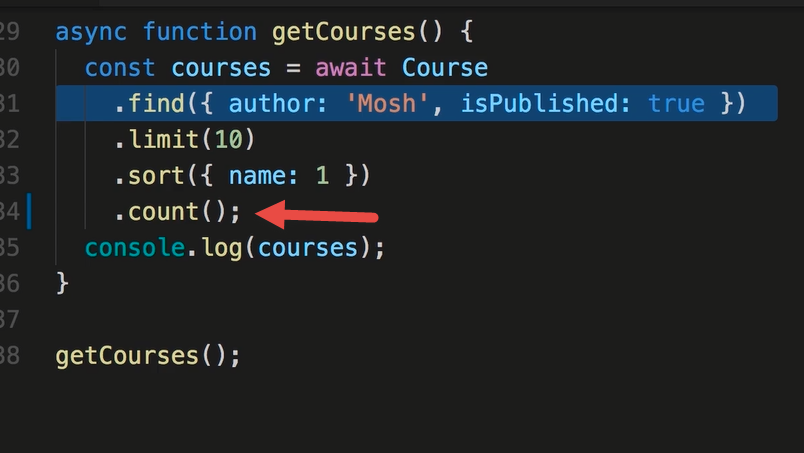 29 async function getCourses() {
30 const courses = await Course
31 .find({ author: 'Mosh', isPublished: true })
32 .limit(10)
33 .sort({ name: 1 })
34 .count();
35 console.log(courses);
36 }
37
38 getCourses();